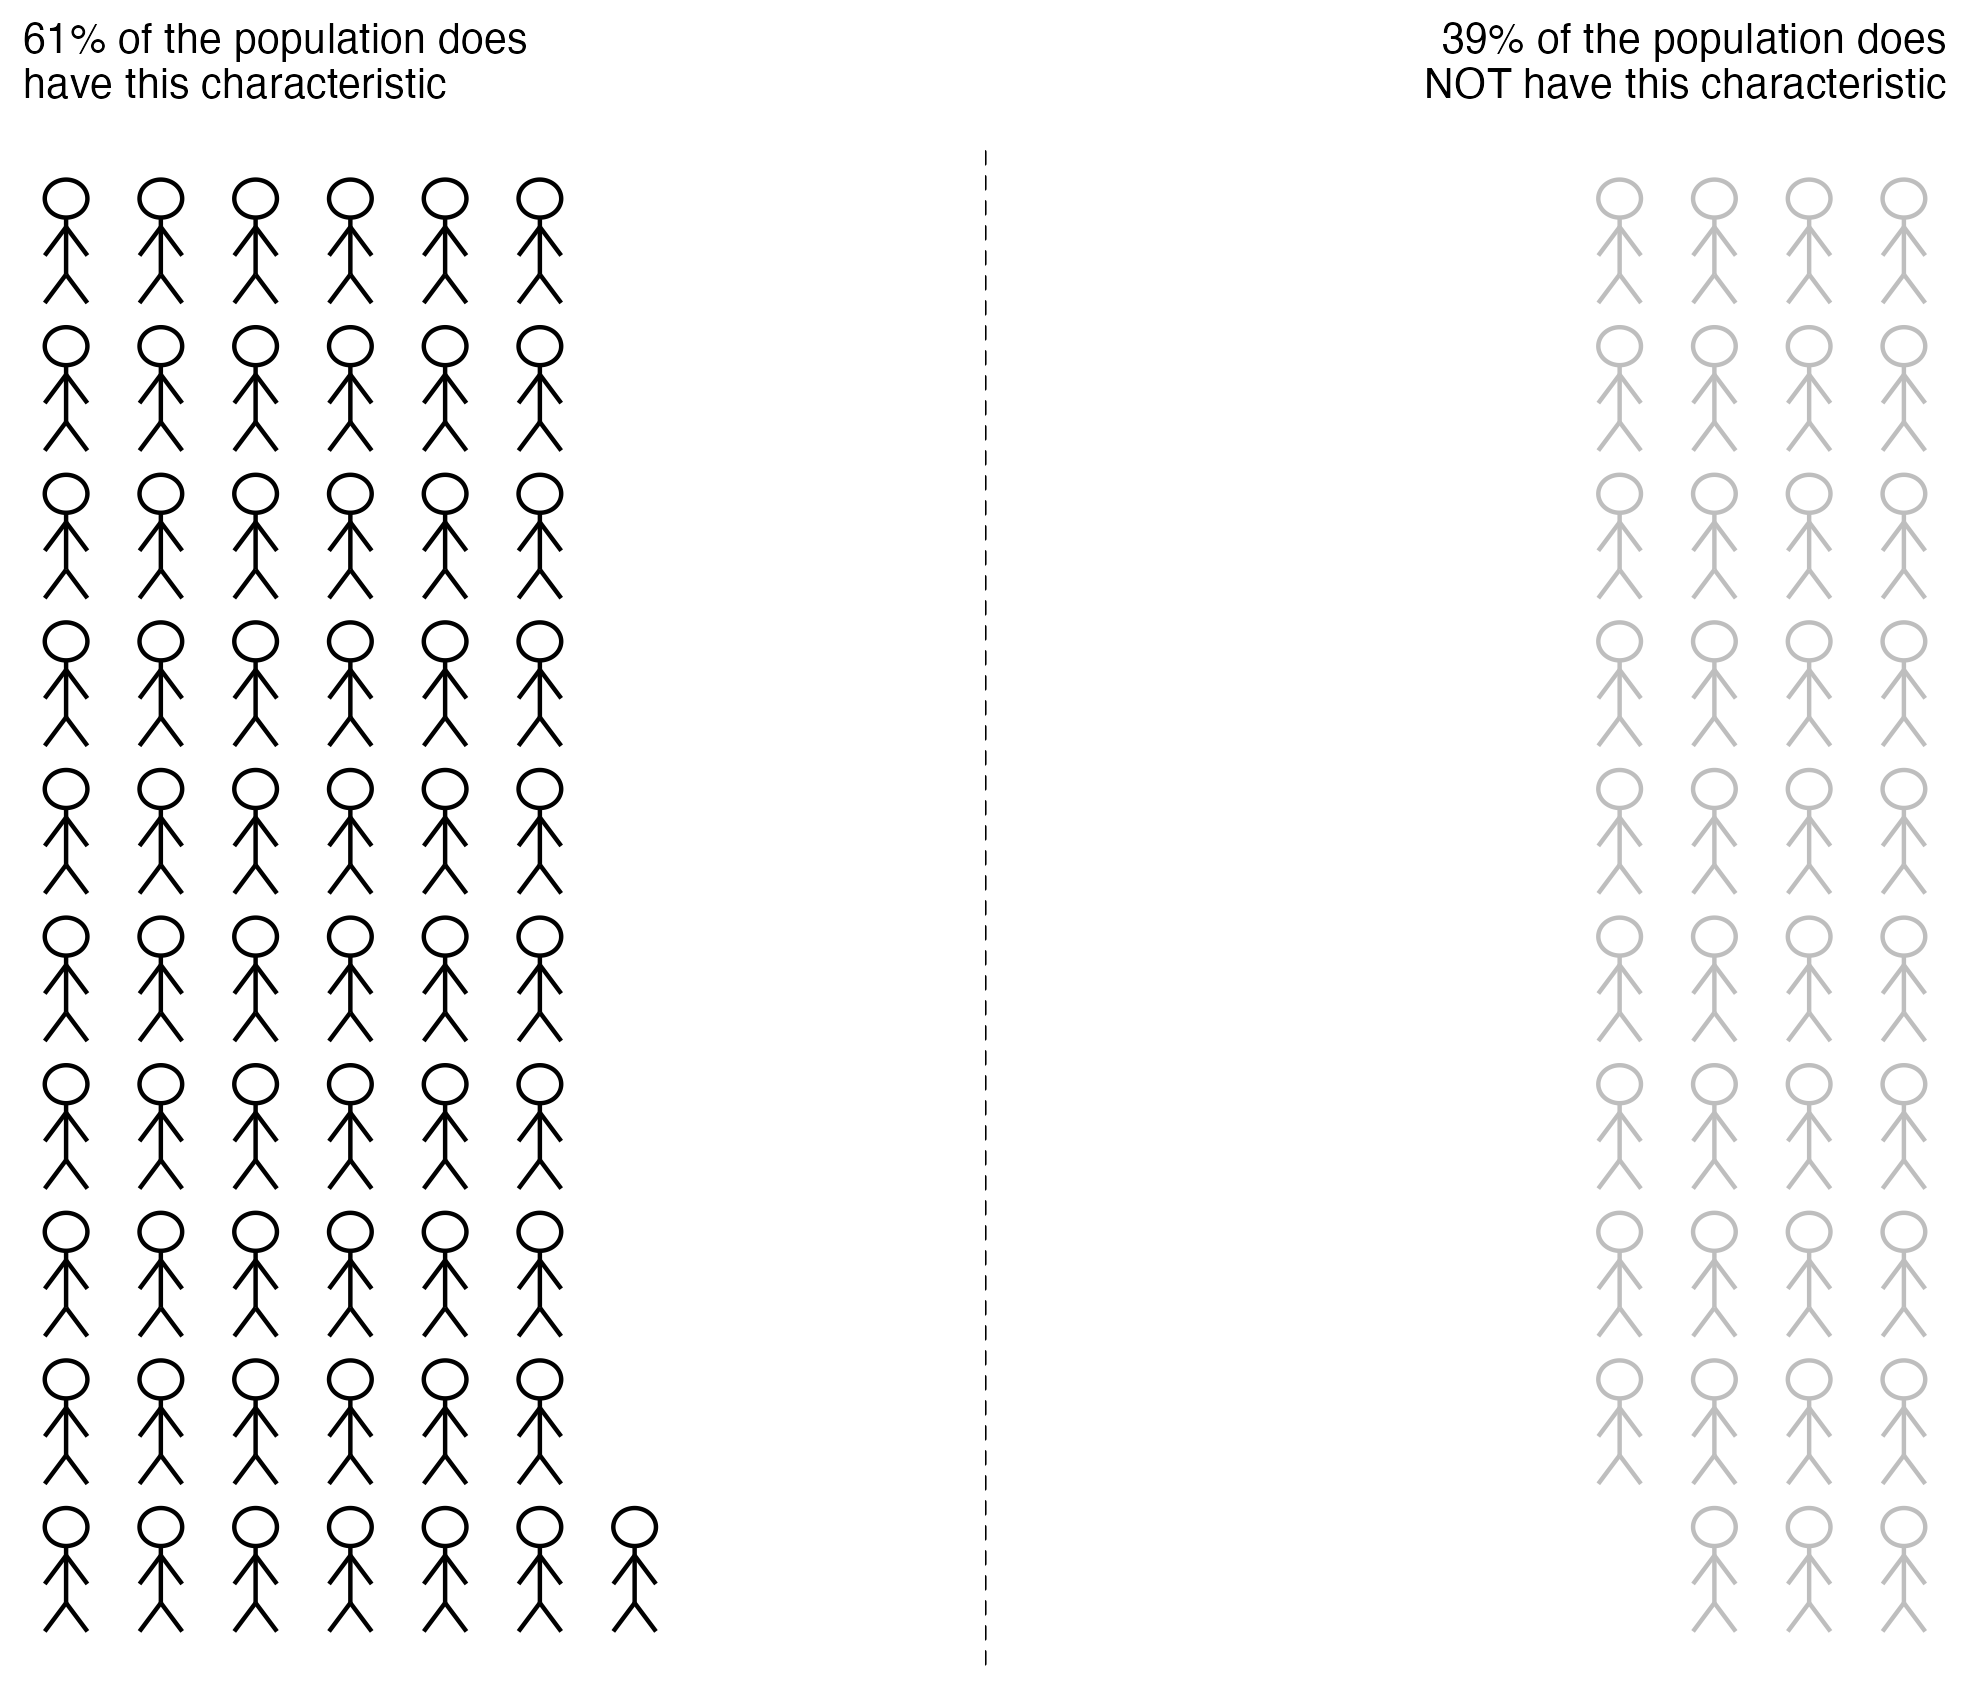 61% of the population does
have this characteristic
39% of the population does
NOT have this characteristic